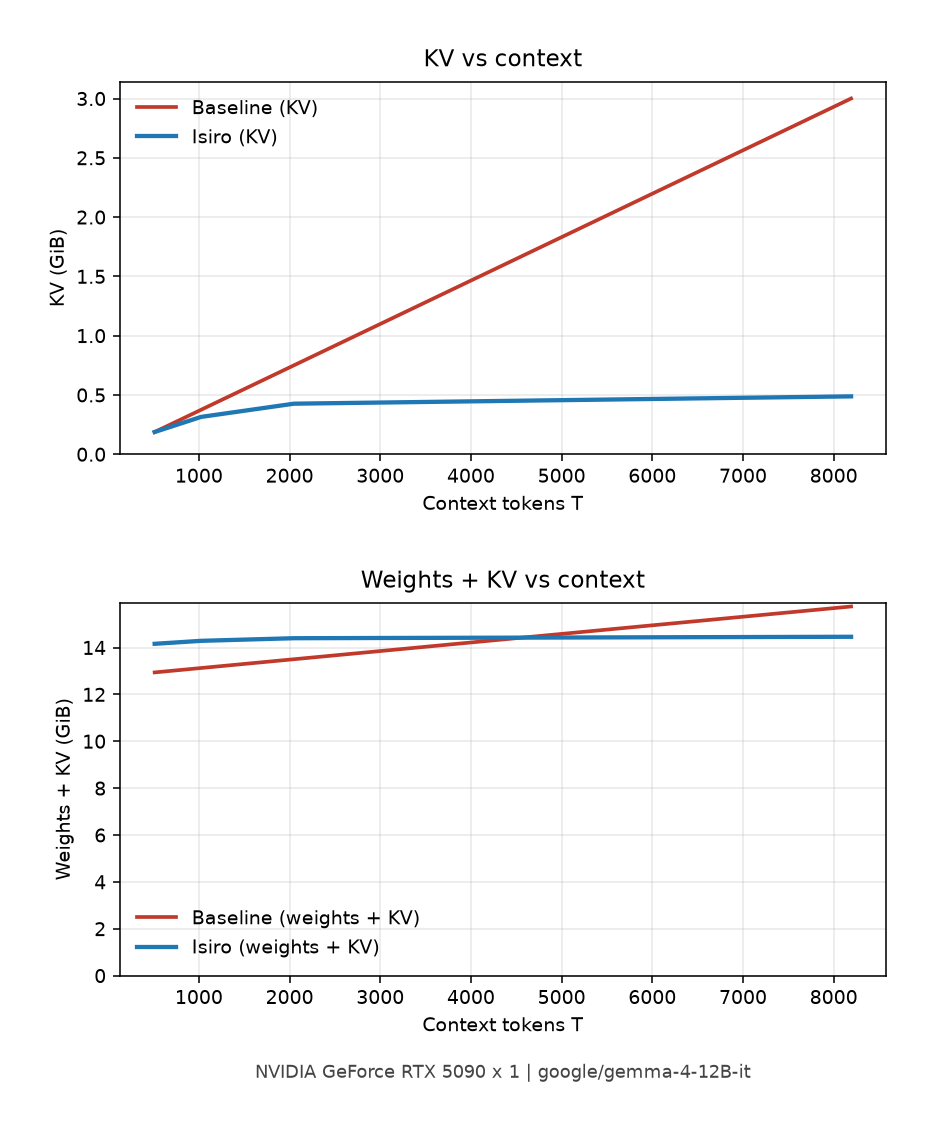 KV vs context
Baseline (KV)
Isiro (KV)
KV (GiB)
3.0
2.5
2.0
1.5
1.0
0.5
0.0
1000 2000 3000 4000 5000 6000 7000 8000
Context tokens T
Weights + KV vs context
Weights + KV (GiB)
14
12
10
8
6
4
2
0
Baseline (weights + KV)
Isiro (weights + KV)
1000 2000 3000 4000 5000 6000 7000 8000
Context tokens T
NVIDIA GeForce RTX 5090 x 1 | google/gemma-4-12B-it